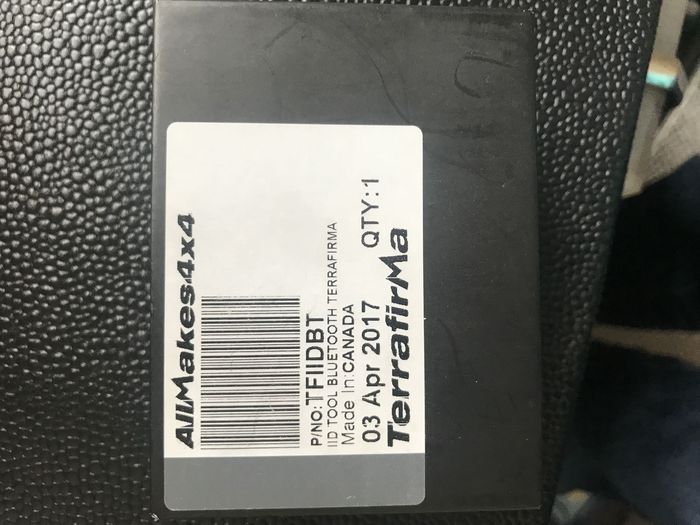 AllMakes4x4
P/NO:TFIIDBT
IID TOOL BLUETOOTH TERRAFIRMA
Made In:CANADA
03 Apr 2017 QTY:1
TerrafirMa